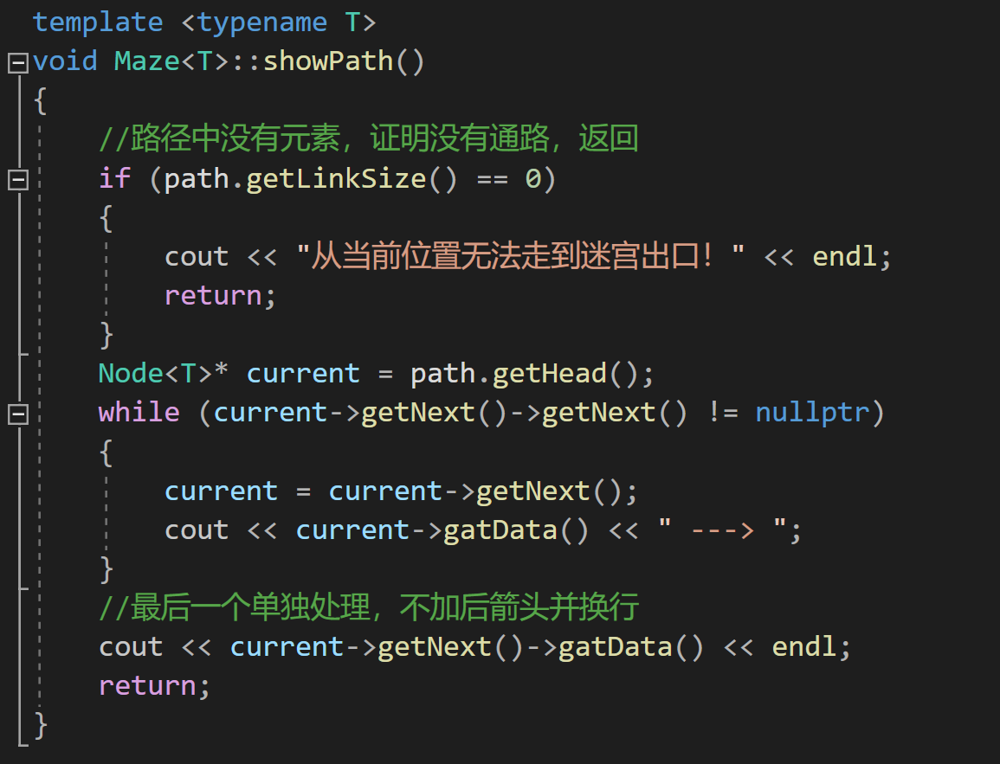 template <typename T>
void Maze<T>::showPath()
{
    //路径中没有元素，证明没有通路，返回
    if (path.getLinkSize() == 0)
    {
        cout << "从当前位置无法走到迷宫出口！" << endl;
        return;
    }
    Node<T>* current = path.getHead();
    while (current->getNext()->getNext() != nullptr)
    {
        current = current->getNext();
        cout << current->gatData() << " ---> ";
    }
    //最后一个单独处理，不加后箭头并换行
    cout << current->getNext()->gatData() << endl;
    return;
}